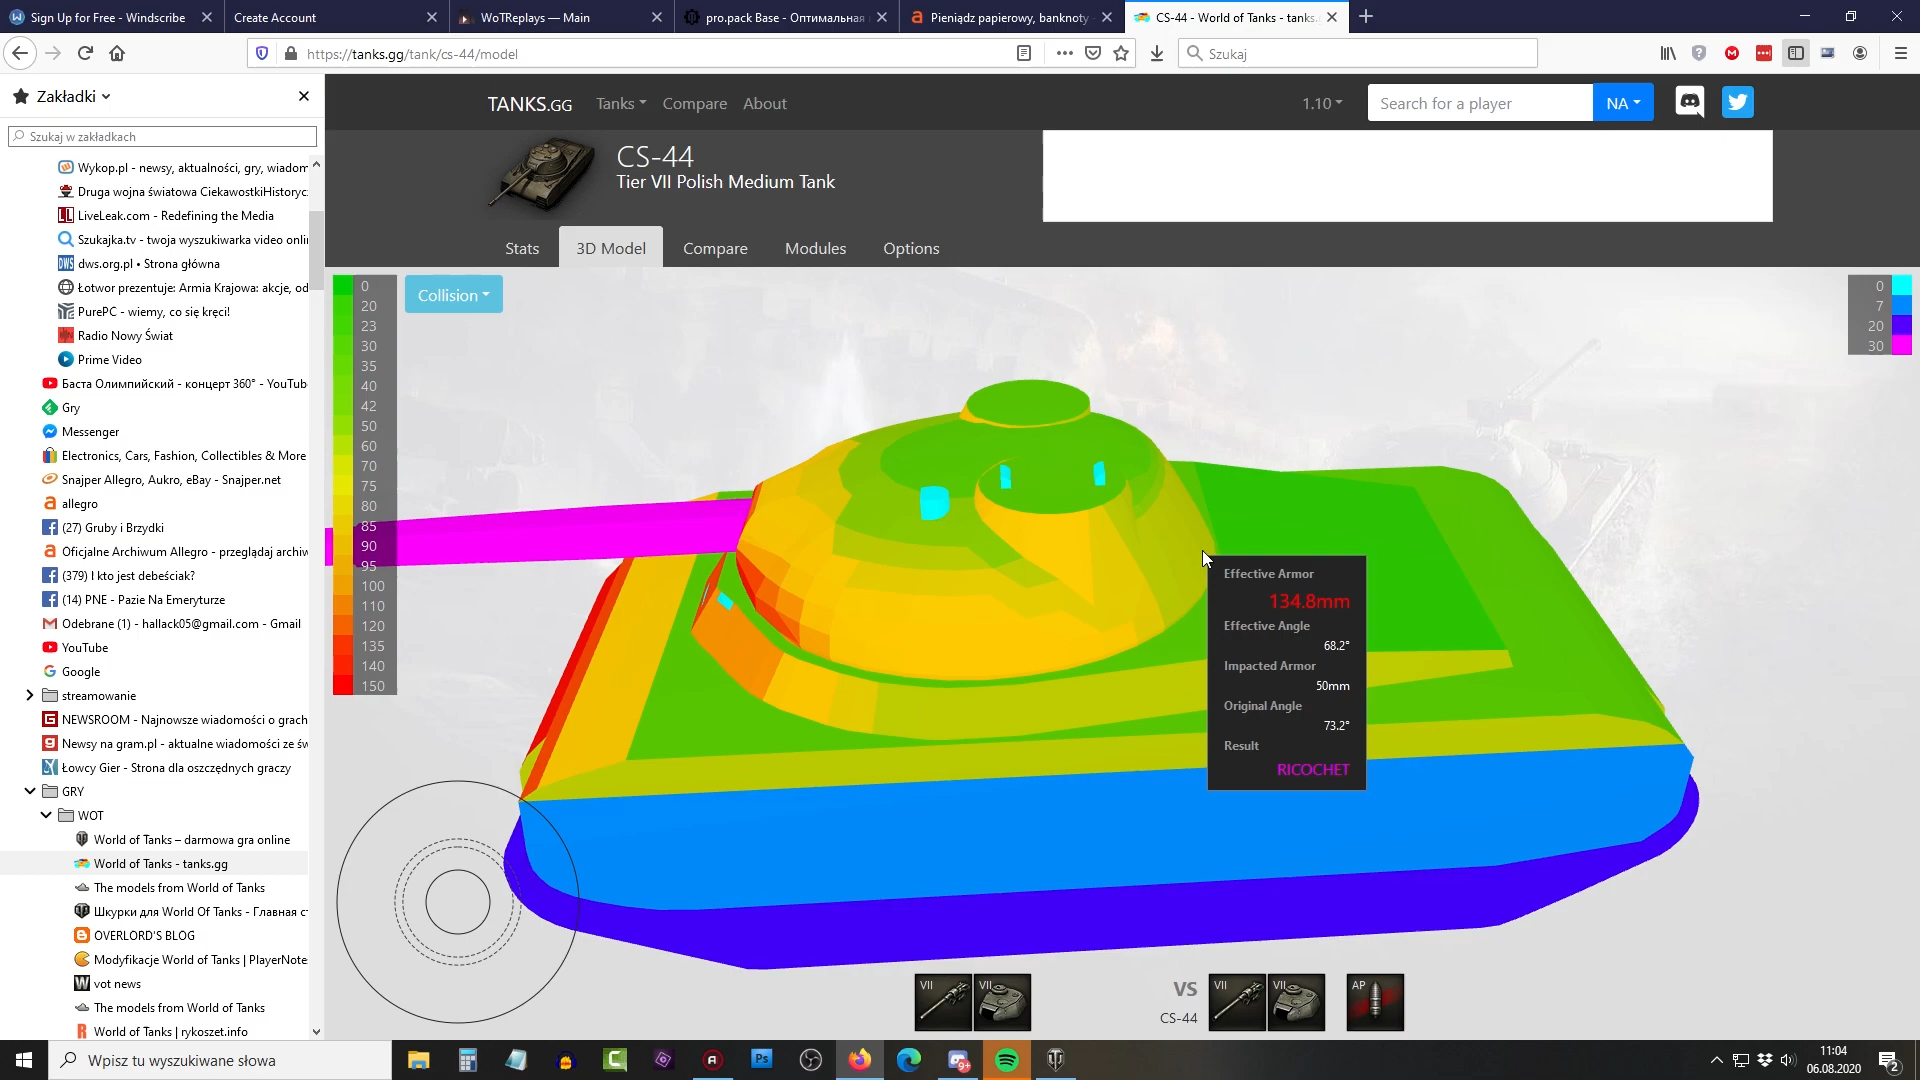 Sign Up for Free - Windscribe
Create Account
WoTReplays — Main
pro.pack Base - Оптимальная
Pieniądz papierowy, banknoty
CS-44 - World of Tanks - tanks.
https://tanks.gg/tank/cs-44/model
Szukaj
Zakładki
Szukaj w zakładkach
Wykop.pl - newsy, aktualności, gry, wiadom
Druga wojna światowa CiekawostkiHistoryc
LiveLeak.com - Redefining the Media
Szukajka.tv - twoja wyszukiwarka video onli
dws.org.pl • Strona główna
Łotwor prezentuje: Armia Krajowa: akcje, od
PurePC - wiemy, co się kręci!
Radio Nowy Świat
Prime Video
Баста Олимпийский - концерт 360° - YouTub
Gry
Messenger
Electronics, Cars, Fashion, Collectibles & More
Snajper Allegro, Aukro, eBay - Snajper.net
allegro
(27) Gruby i Brzydki
Oficjalne Archiwum Allegro - przeglądaj archiw
(379) I kto jest debeściak?
(14) PNE - Pazie Na Emeryturze
Odebrane (1) - hallack05@gmail.com - Gmail
YouTube
Google
streamowanie
NEWSROOM - Najnowsze wiadomości o grach
Newsy na gram.pl - aktualne wiadomości ze św
Łowcy Gier - Strona dla oszczędnych graczy
GRY
WOT
World of Tanks – darmowa gra online
World of Tanks - tanks.gg
The models from World of Tanks
Шкурки для World Of Tanks - Главная ст
OVERLORD'S BLOG
Modyfikacje World of Tanks | PlayerNote
vot news
The models from World of Tanks
World of Tanks | rykoszet.info
TANKS.GG
Tanks
Compare
About
1.10
Search for a player
NA
CS-44
Tier VII Polish Medium Tank
Stats
3D Model
Compare
Modules
Options
Collision
0
20
23
30
35
40
42
50
60
70
75
80
85
90
95
100
110
120
135
140
150
0
7
20
30
Effective Armor
134.8mm
Effective Angle
68.2°
Impacted Armor
50mm
Original Angle
73.2°
Result
RICOCHET
VII
VII
VS
CS-44
VII
VII
AP
Wpisz tu wyszukiwane słowa
Ps
9+
11:04
06.08.2020
2